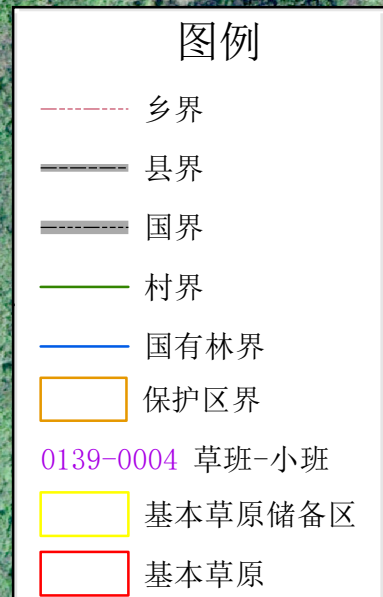 图例
乡界
县界
国界
村界
国有林界
保护区界
0139-0004 草班-小班
基本草原储备区
基本草原